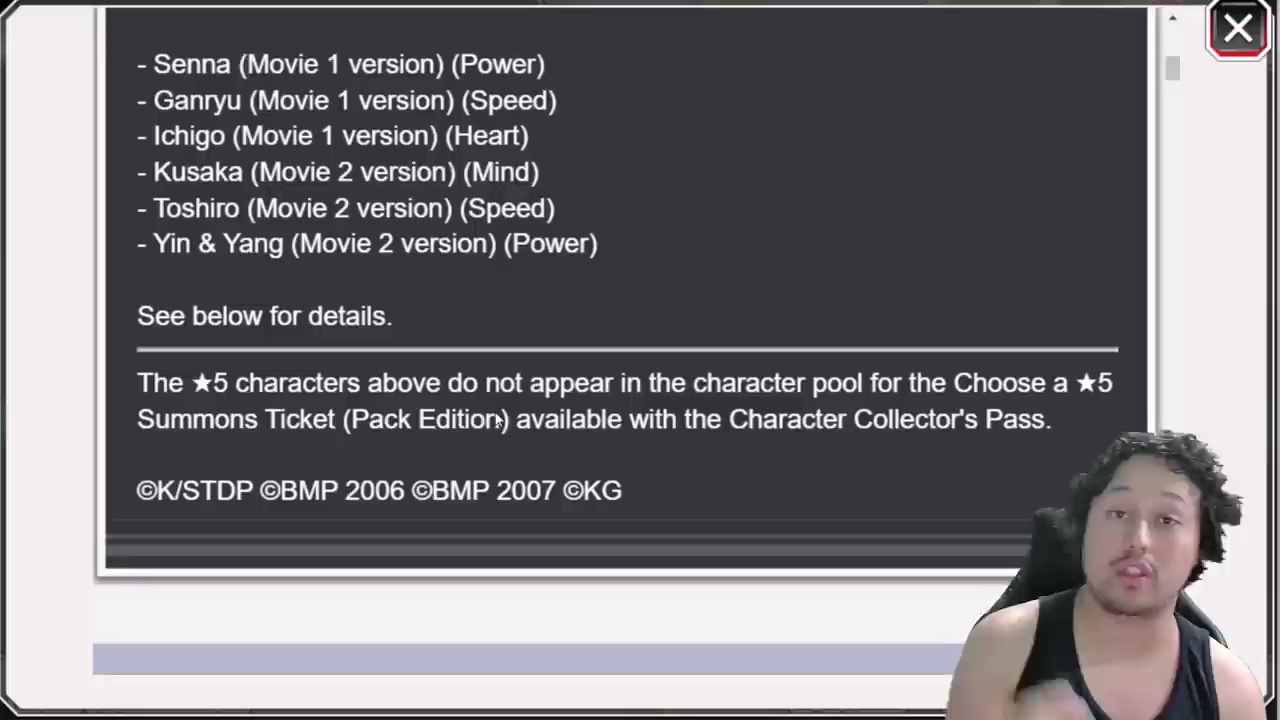 - Senna (Movie 1 version) (Power)
- Ganryu (Movie 1 version) (Speed)
- Ichigo (Movie 1 version) (Heart)
- Kusaka (Movie 2 version) (Mind)
- Toshiro (Movie 2 version) (Speed)
- Yin & Yang (Movie 2 version) (Power)
See below for details.
The ★5 characters above do not appear in the character pool for the Choose a ★5
Summons Ticket (Pack Edition) available with the Character Collector's Pass.
©K/STDP ©BMP 2006 ©BMP 2007 ©KG